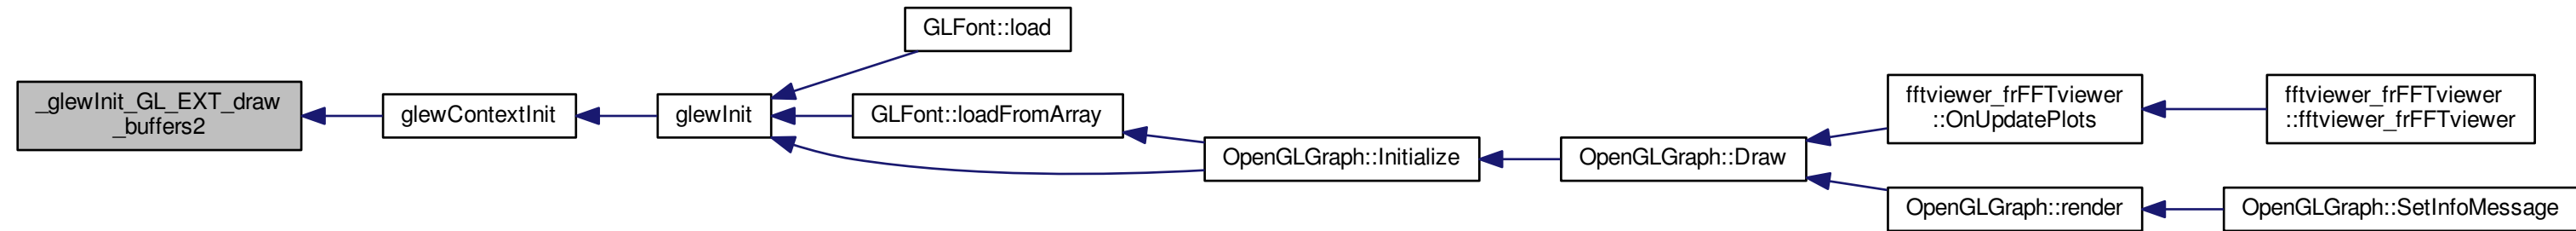 GLFont::load
_glewInit_GL_EXT_draw
_buffers2
glewContextInit
glewInit
GLFont::loadFromArray
OpenGLGraph::Initialize
OpenGLGraph::Draw
fftviewer_frFFTviewer
::OnUpdatePlots
fftviewer_frFFTviewer
::fftviewer_frFFTviewer
OpenGLGraph::render
OpenGLGraph::SetInfoMessage